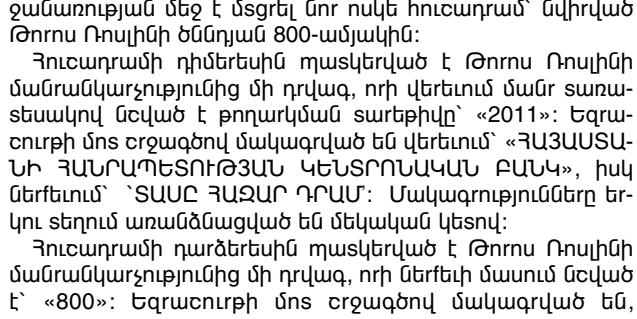 ջանառության մեջ է մտցրել նոր ոսկե հուշադրամ՝ նվիրված
Թորոս Ռոսլինի ծննդյան 800-ամյակին:
Հուշադրամի դիմերեսին պատկերված է Թորոս Ռոսլինի
մանրանկարչությունից մի դրվագ, որի վերևում մանր տառա-
տեսակով նշված է թողարկման տարեթիվը՝ «2011»: Եզրա-
շուրթի մոտ շրջագծով մակագրված են վերևում՝ «ՀԱՅԱՍՏԱ-
ՆԻ ՀԱՆՐԱՊԵՏՈՒԹՅԱՆ ԿԵՆՏՐՈՆԱԿԱՆ ԲԱՆԿ», իսկ
ներքևում՝ `ՏԱՍԸ ՀԱԶԱՐ ԴՐԱՄ՟: Մակագրությունները եր-
կու տեղում առանձնացված են մեկական կետով:
Հուշադրամի դարձերեսին պատկերված է Թորոս Ռոսլինի
մանրանկարչությունից մի դրվագ, որի ներքևի մասում նշված
է՝ «800»: Եզրաշուրթի մոտ շրջագծով մակագրված են,